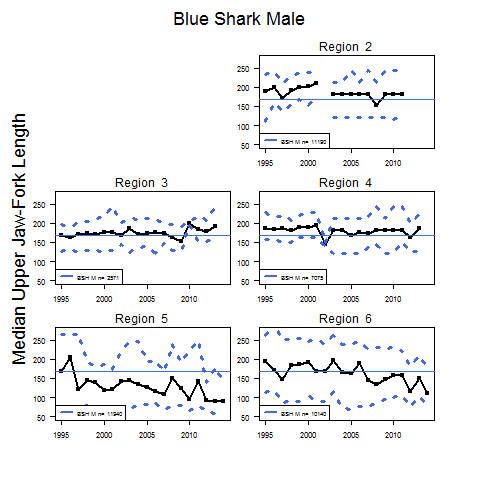 Blue Shark Male
Median Upper Jaw-Fork Length
Region 2
250
200
150
100
50
BSH M n= 11190
1995 2000 2005 2010
Region 3
250
200
150
100
50
BSH M n= 2571
1995 2000 2005 2010
Region 4
250
200
150
100
50
BSH M n= 7075
1995 2000 2005 2010
Region 5
250
200
150
100
50
BSH M n= 11940
1995 2000 2005 2010
Region 6
250
200
150
100
50
BSH M n= 10140
1995 2000 2005 2010